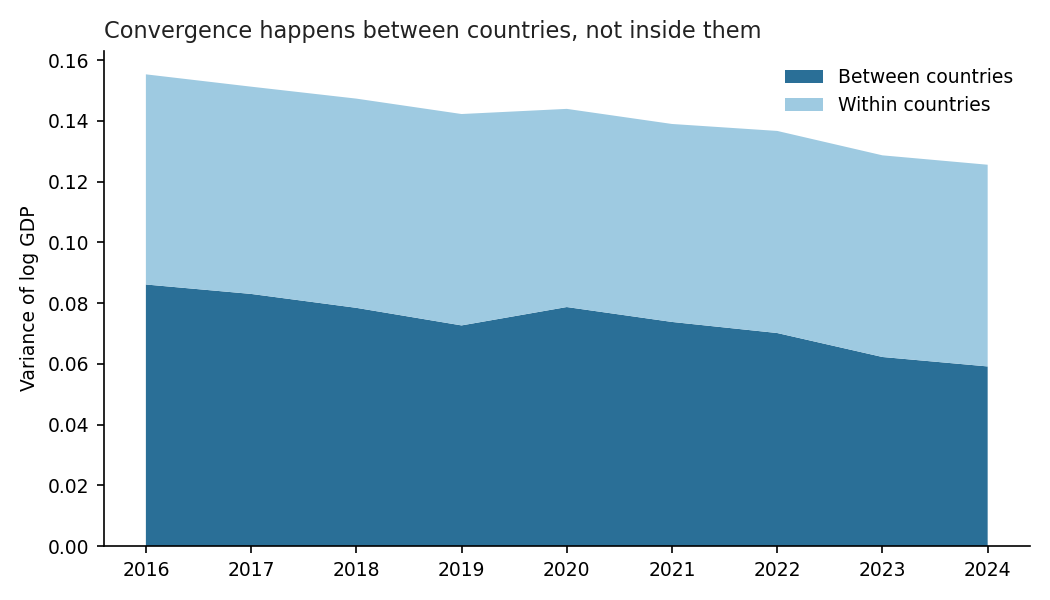 Convergence happens between countries, not inside them
Between countries
Within countries
Variance of log GDP
0.16
0.14
0.12
0.10
0.08
0.06
0.04
0.02
0.00
2016 2017 2018 2019 2020 2021 2022 2023 2024